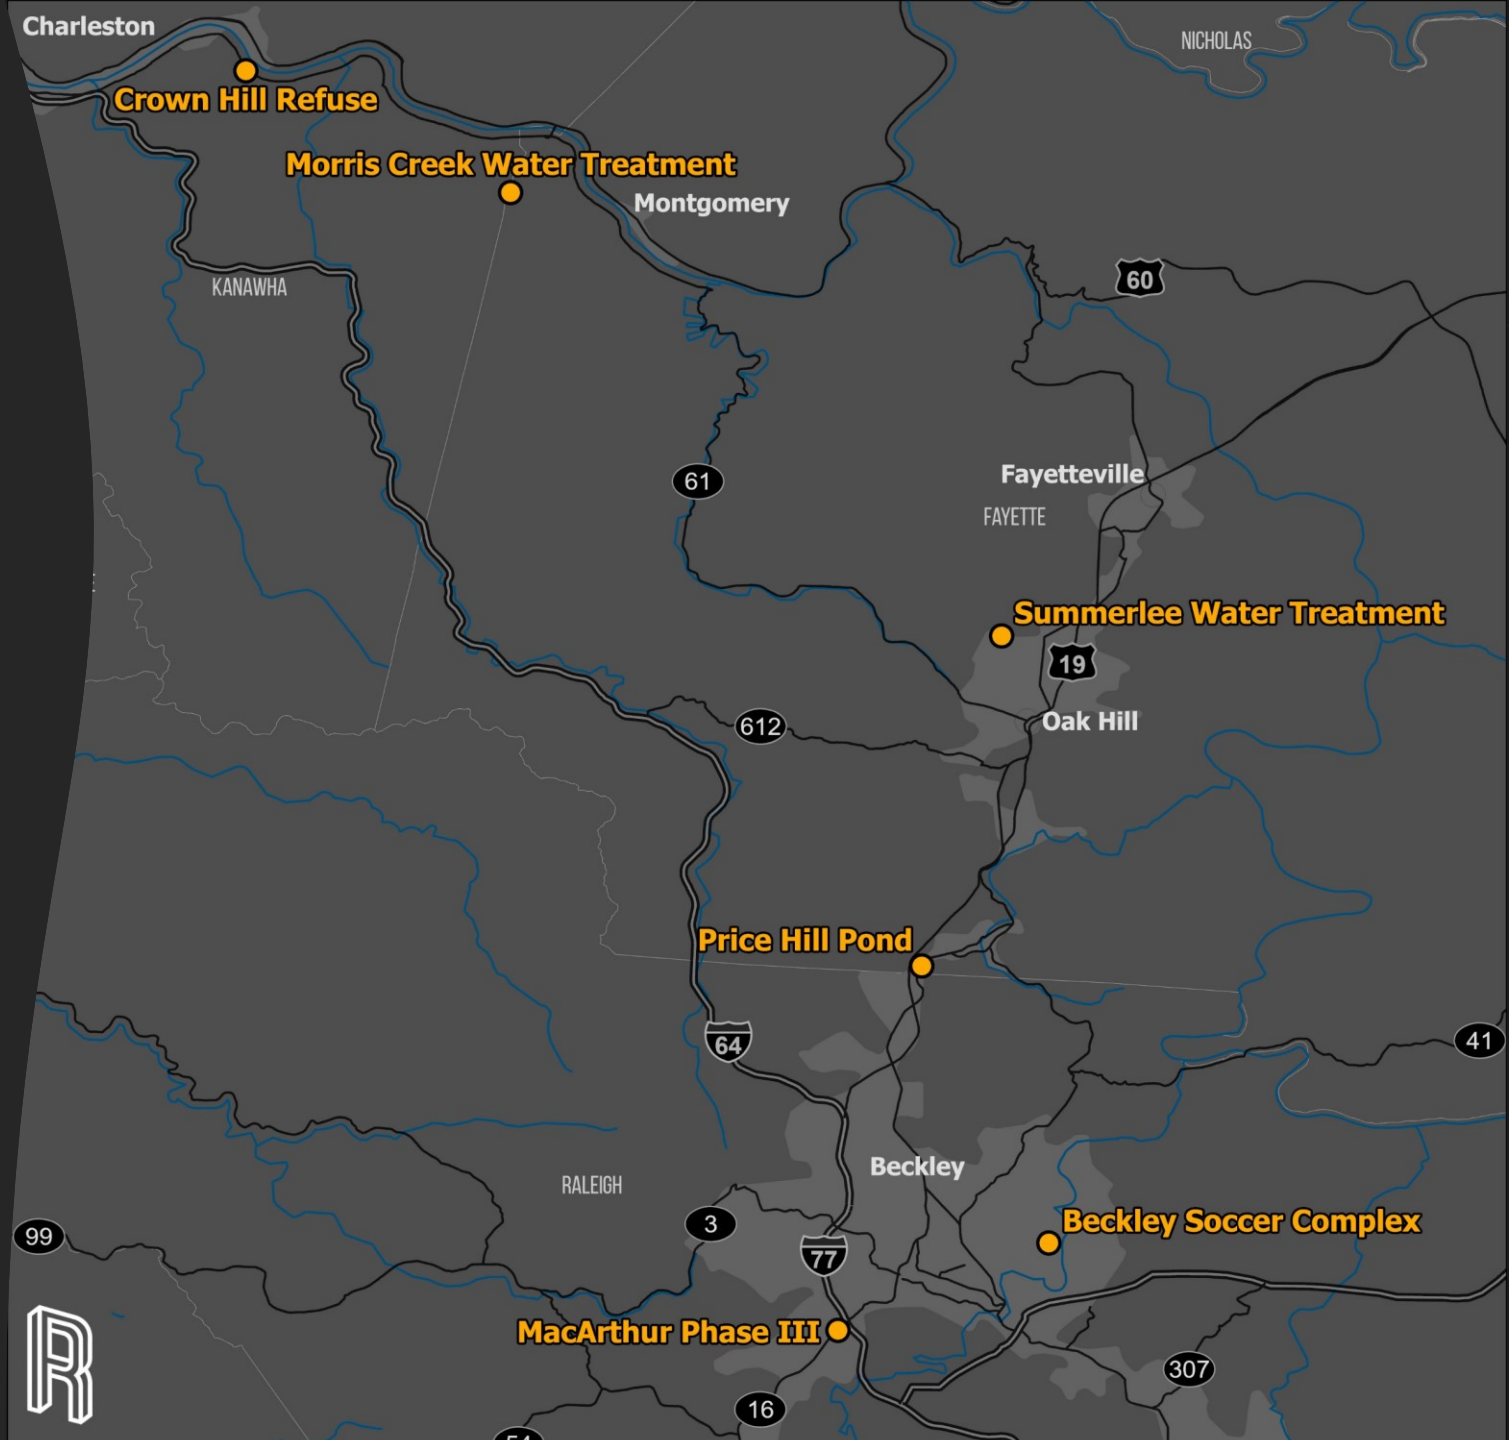 Charleston
NICHOLAS
Crown Hill Refuse
Morris Creek Water Treatment
Montgomery
60
KANAWHA
61
Fayetteville
FAYETTE
Summerlee Water Treatment
19
612
Oak Hill
Price Hill Pond
64
41
Beckley
RALEIGH
3
Beckley Soccer Complex
99
77
MacArthur Phase III
307
16